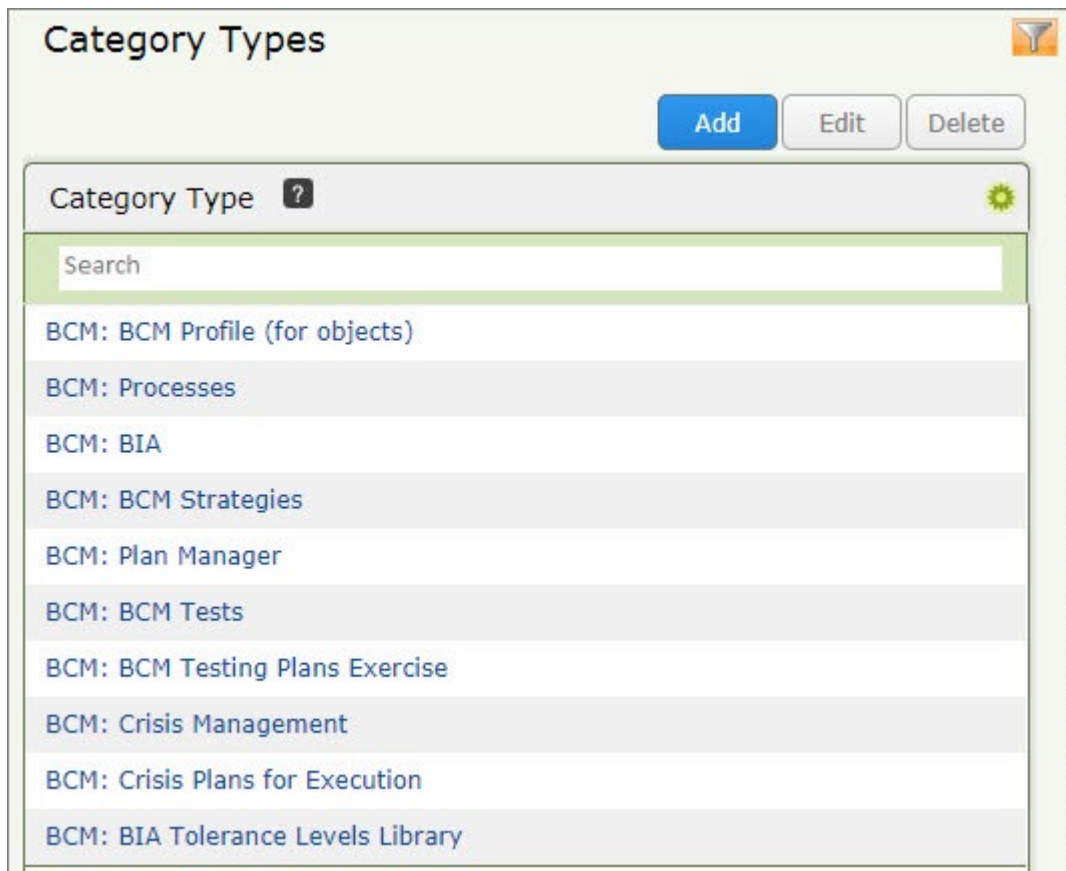 Category Types
Add Edit Delete
Category Type ?
Search
BCM: BCM Profile (for objects)
BCM: Processes
BCM: BIA
BCM: BCM Strategies
BCM: Plan Manager
BCM: BCM Tests
BCM: BCM Testing Plans Exercise
BCM: Crisis Management
BCM: Crisis Plans for Execution
BCM: BIA Tolerance Levels Library